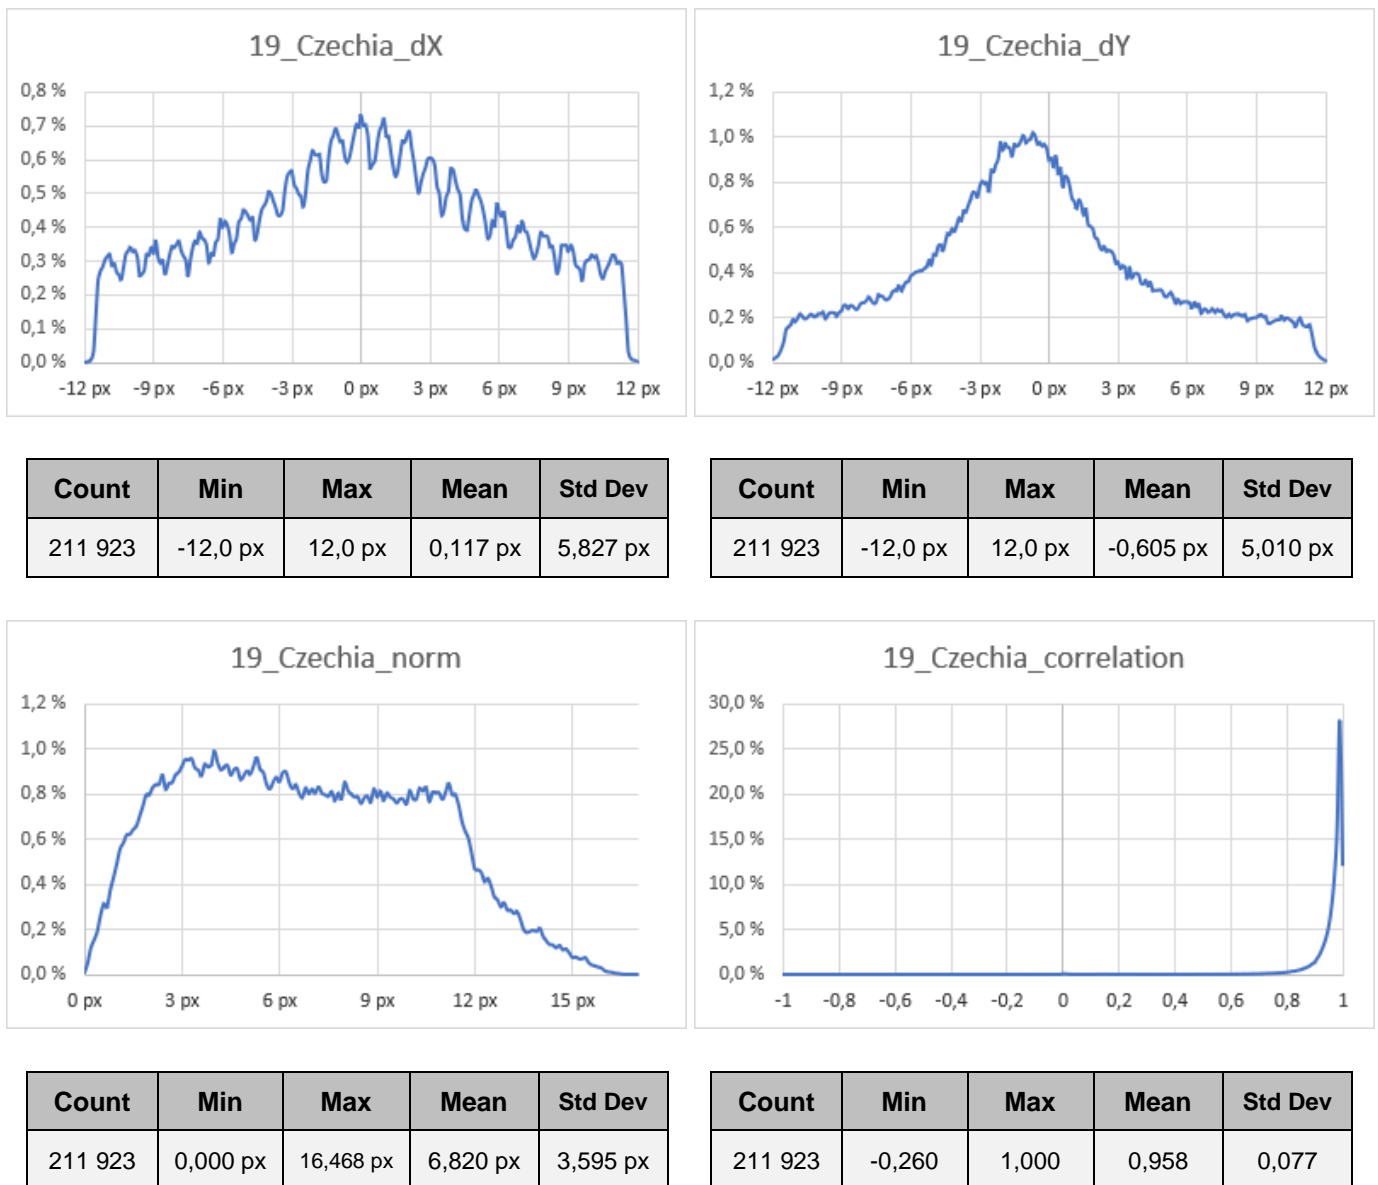 19_Czechia_dX
0,8 %
0,7 %
0,6 %
0,5 %
0,4 %
0,3 %
0,2 %
0,1 %
0,0 %
-12 px -9 px -6 px -3 px 0 px 3 px 6 px 9 px 12 px
19_Czechia_dY
1,2 %
1,0 %
0,8 %
0,6 %
0,4 %
0,2 %
0,0 %
-12 px -9 px -6 px -3 px 0 px 3 px 6 px 9 px 12 px
Count Min Max Mean Std Dev
211 923 -12,0 px 12,0 px 0,117 px 5,827 px
Count Min Max Mean Std Dev
211 923 -12,0 px 12,0 px -0,605 px 5,010 px
19_Czechia_norm
1,2 %
1,0 %
0,8 %
0,6 %
0,4 %
0,2 %
0,0 %
0 px 3 px 6 px 9 px 12 px 15 px
19_Czechia_correlation
30,0 %
25,0 %
20,0 %
15,0 %
10,0 %
5,0 %
0,0 %
-1 -0,8 -0,6 -0,4 -0,2 0 0,2 0,4 0,6 0,8 1
Count Min Max Mean Std Dev
211 923 0,000 px 16,468 px 6,820 px 3,595 px
Count Min Max Mean Std Dev
211 923 -0,260 1,000 0,958 0,077